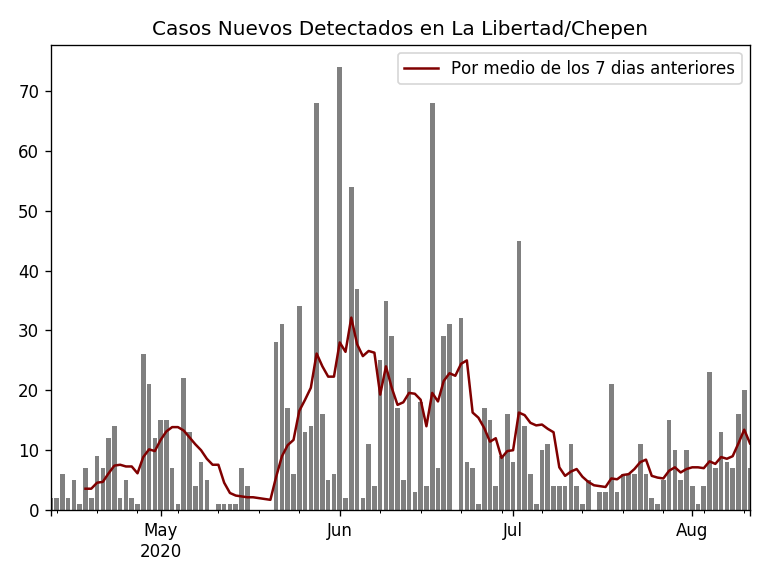 Casos Nuevos Detectados en La Libertad/Chepen
Por medio de los 7 dias anteriores
70
60
50
40
30
20
10
0
May
2020
Jun
Jul
Aug